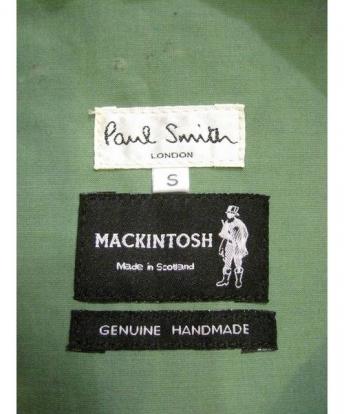 Paul Smith
LONDON
S
MACKINTOSH
Made in Scotland
GENUINE HANDMADE